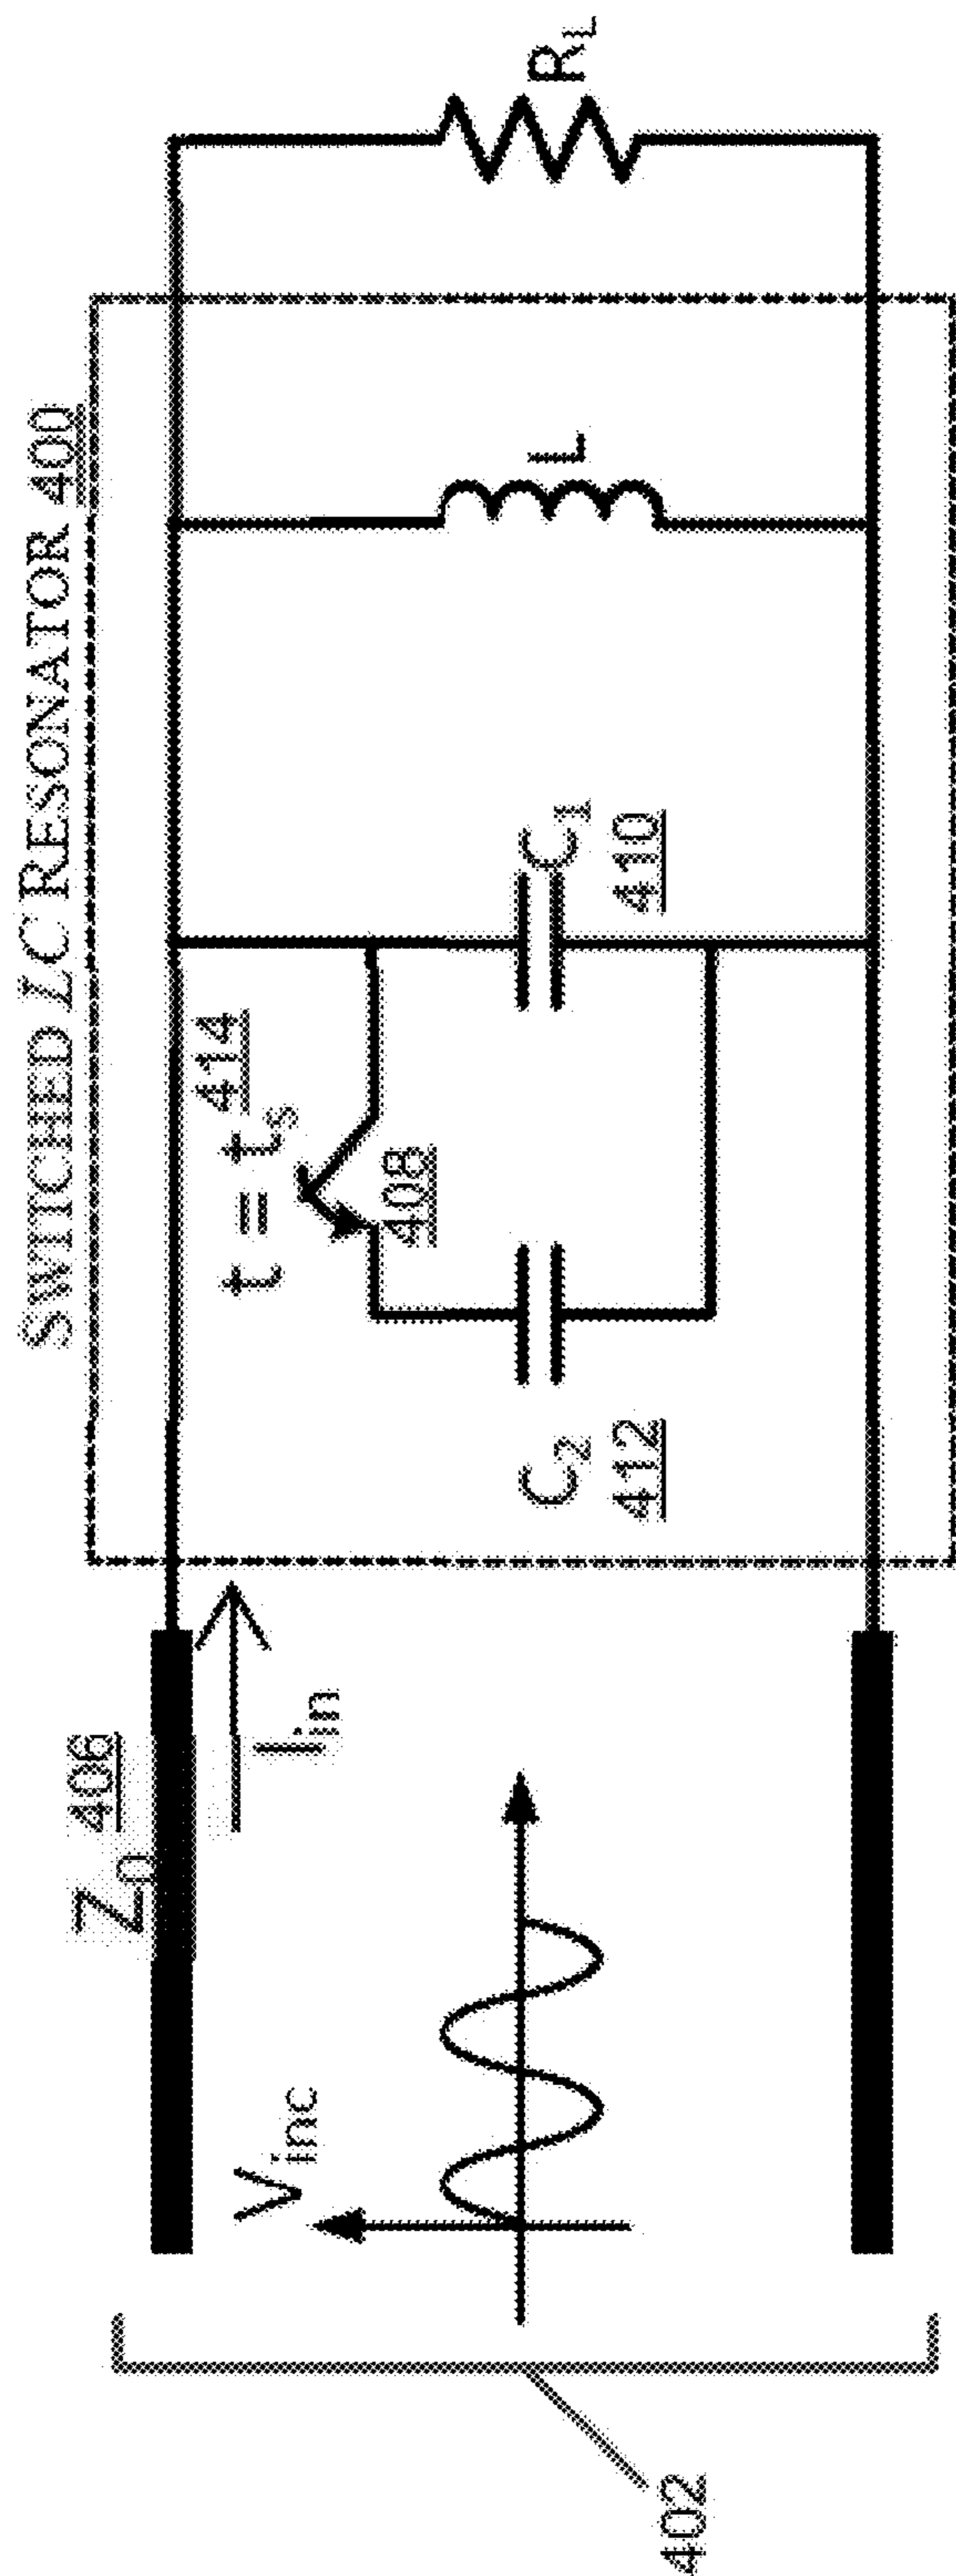 SWITCHED LC RESONATOR 400
Z0 406
Iin
Vinc
402
t = ts
414
408
C2
412
C1
410
L
RL